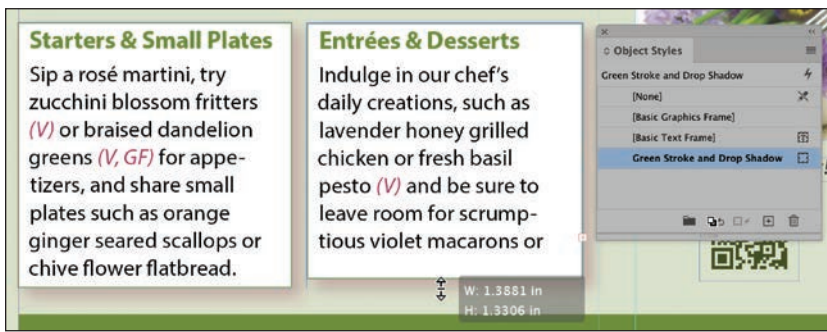 Starters & Small Plates
Sip a rosé martini, try
zucchini blossom fritters
(V) or braised dandelion
greens (V, GF) for appe-
tizers, and share small
plates such as orange
ginger seared scallops or
chive flower flatbread.
Entrées & Desserts
Indulge in our chef's
daily creations, such as
lavender honey grilled
chicken or fresh basil
pesto (V) and be sure to
leave room for scrump-
tious violet macarons or
W: 1.3881 in
H: 1.3306 in
Object Styles
Green Stroke and Drop Shadow
[None]
[Basic Graphics Frame]
[Basic Text Frame]
Green Stroke and Drop Shadow